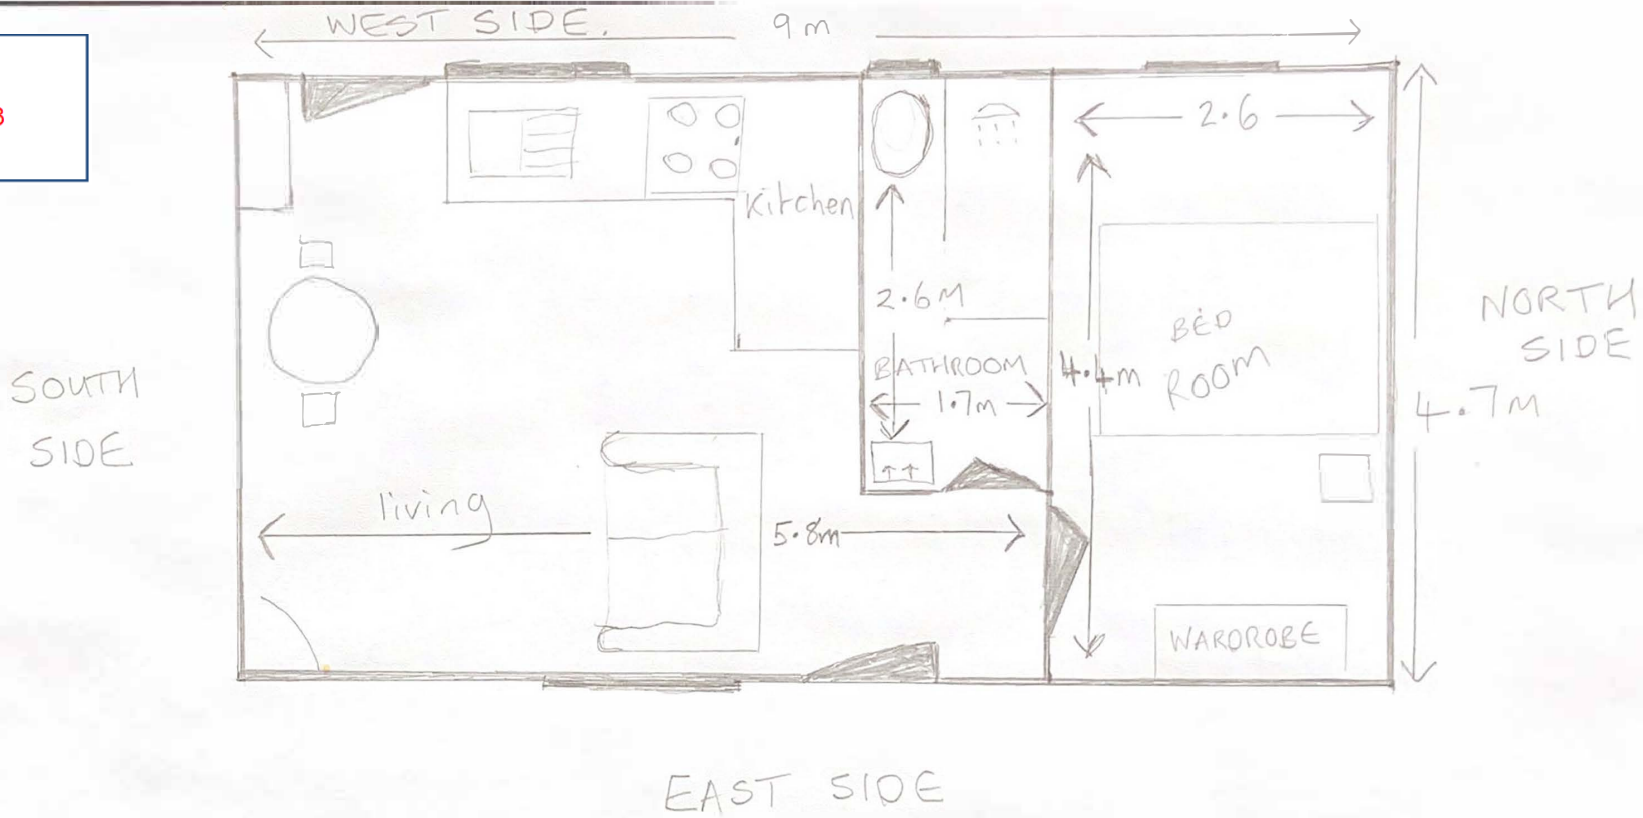 WEST SIDE.
9m
3
2.6
Kitchen
2.6M
NORTH
SIDE
BED
ROOM
BATHROOM
4.4m
SOUTH
SIDE
1.7m
4.7M
living
5.8m
WARDROBE
EAST SIDE